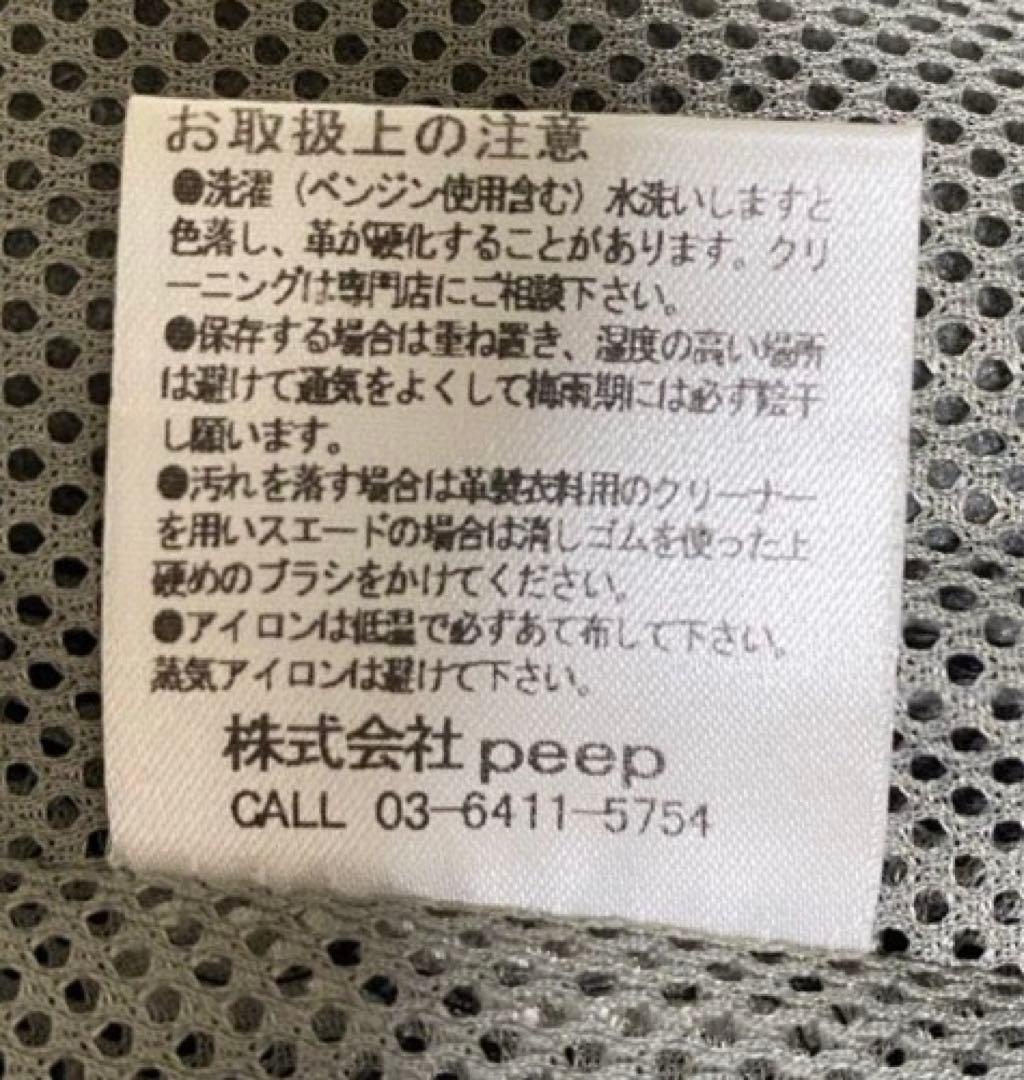 お取扱上の注意
●洗濯（ベンジン使用含む）水洗いしますと
色落し、革が硬化することがあります。クリ
ーニングは専門店にご相談下さい。
●保存する場合は重ね置き、湿度の高い場所
は避けて通気をよくして梅雨期には必ず陰干
し願います。
●汚れを落す場合は革製衣料用のクリーナー
を用いスエードの場合は消しゴムを使った上
硬めのブラシをかけてください。
●アイロンは低温で必ずあて布して下さい。
蒸気アイロンは避けて下さい。
株式会社peep
CALL 03-6411-5754